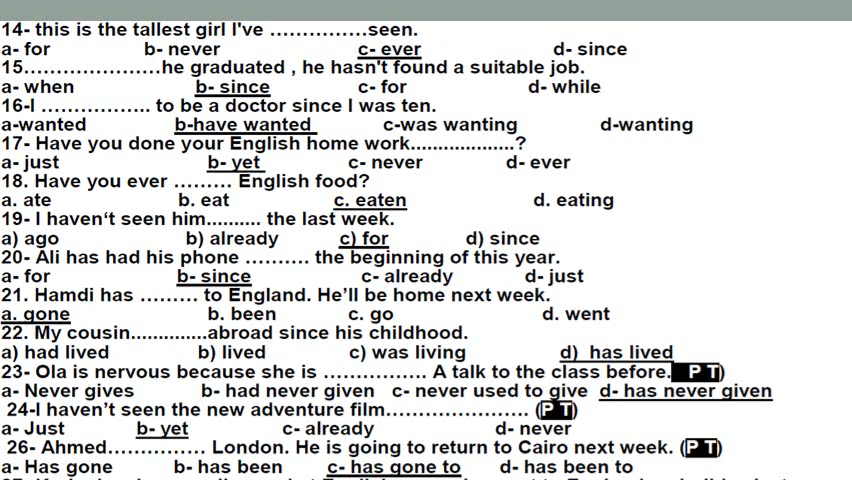 14- this is the tallest girl I've ……………seen.
a- for b- never c- ever d- since
15…………………he graduated , he hasn't found a suitable job.
a- when b- since c- for d- while
16-I …………….. to be a doctor since I was ten.
a-wanted b-have wanted c-was wanting d-wanting
17- Have you done your English home work...................?
a- just b- yet c- never d- ever
18. Have you ever ……… English food?
a. ate b. eat c. eaten d. eating
19- I haven‘t seen him.......... the last week.
a) ago b) already c) for d) since
20- Ali has had his phone ………. the beginning of this year.
a- for b- since c- already d- just
21. Hamdi has ……… to England. He’ll be home next week.
a. gone b. been c. go d. went
22. My cousin..............abroad since his childhood.
a) had lived b) lived c) was living d) has lived
23- Ola is nervous because she is ……………. A talk to the class before. P T)
a- Never gives b- had never given c- never used to give d- has never given
24-I haven’t seen the new adventure film………………… (P T)
a- Just b- yet c- already d- never
26- Ahmed…………… London. He is going to return to Cairo next week. (P T)
a- Has gone b- has been c- has gone to d- has been to